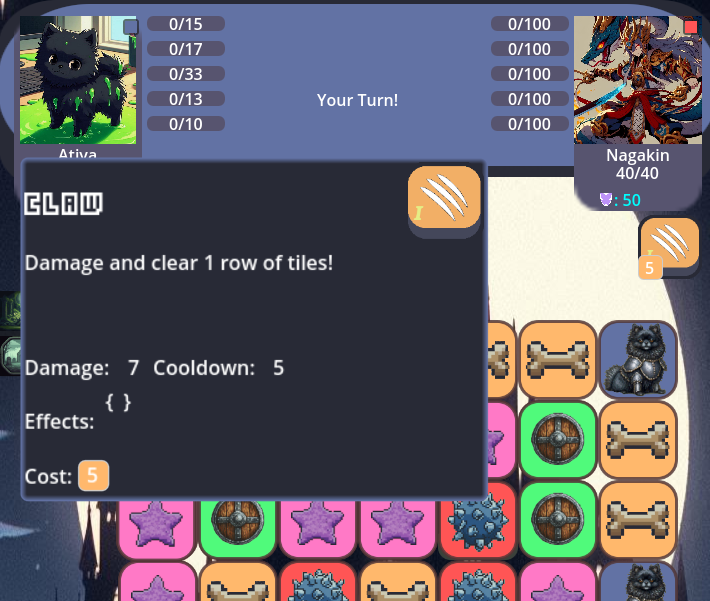 0/15
0/17
0/33
0/13
0/10
Your Turn!
0/100
0/100
0/100
0/100
0/100
Ativa
Nagakin
40/40
: 50
CLAW
I
Damage and clear 1 row of tiles!
Damage: 7 Cooldown: 5
{ }
Effects:
Cost: 5
5